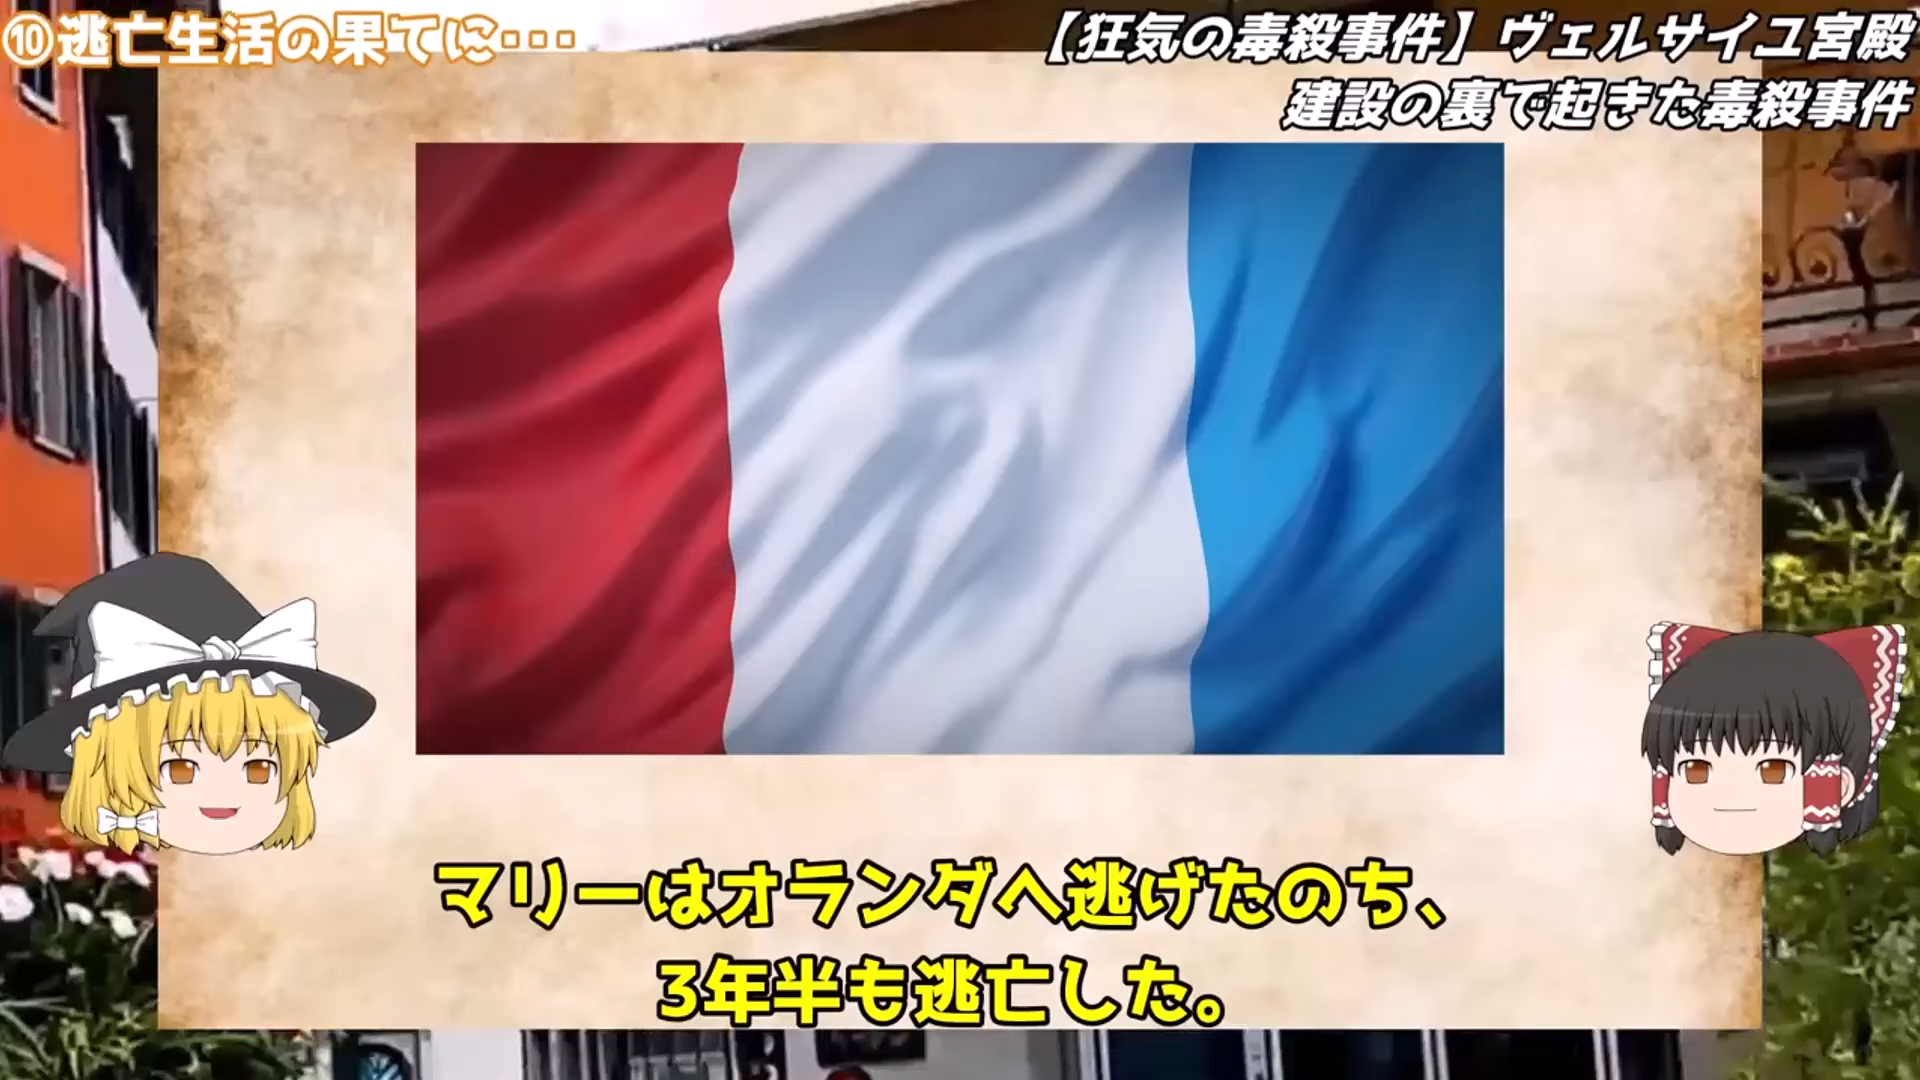 ⑩逃亡生活の果てに･･･
【狂気の毒殺事件】ヴェルサイユ宮殿
建設の裏で起きた毒殺事件
マリーはオランダへ逃げたのち、
3年半も逃亡した。